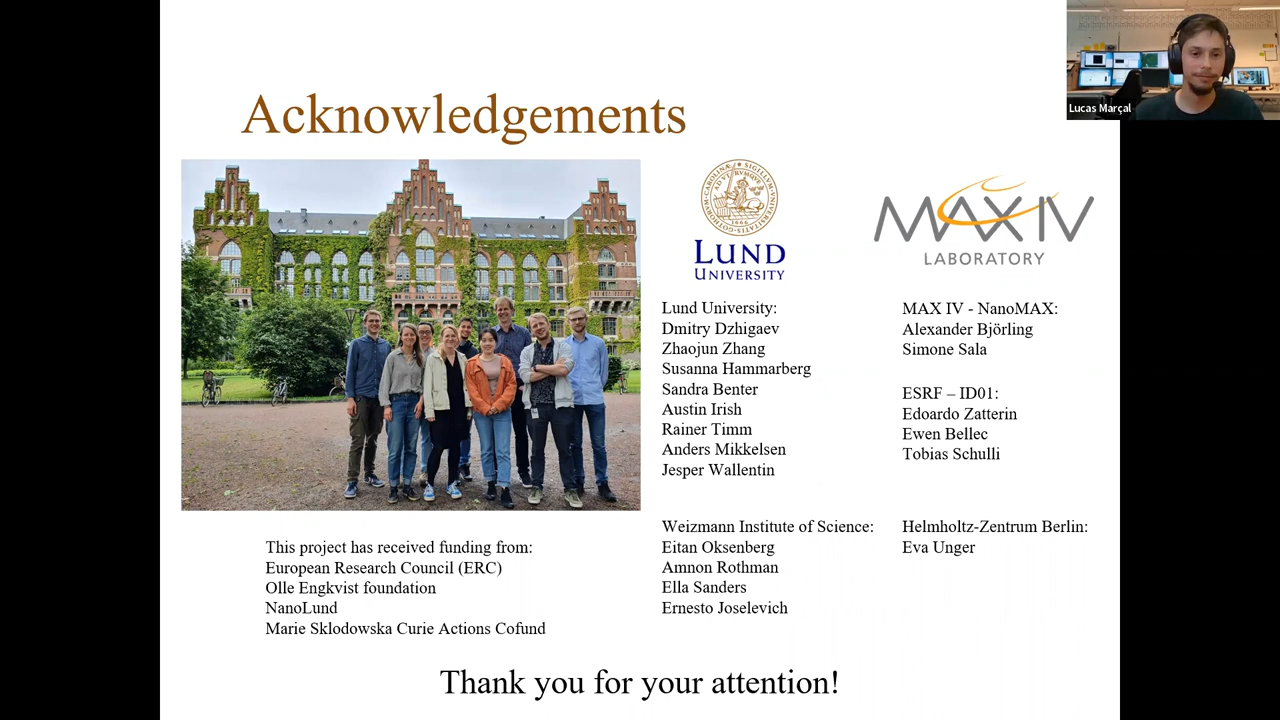 Lucas Marçal
Acknowledgements
LUND
UNIVERSITY
MAX IV
LABORATORY
Lund University:
Dmitry Dzhigaev
Zhaojun Zhang
Susanna Hammarberg
Sandra Benter
Austin Irish
Rainer Timm
Anders Mikkelsen
Jesper Wallentin
MAX IV - NanoMAX:
Alexander Björling
Simone Sala
ESRF – ID01:
Edoardo Zatterin
Ewen Bellec
Tobias Schulli
Weizmann Institute of Science:
Eitan Oksenberg
Amnon Rothman
Ella Sanders
Ernesto Joselevich
Helmholtz-Zentrum Berlin:
Eva Unger
This project has received funding from:
European Research Council (ERC)
Olle Engkvist foundation
NanoLund
Marie Sklodowska Curie Actions Cofund
Thank you for your attention!